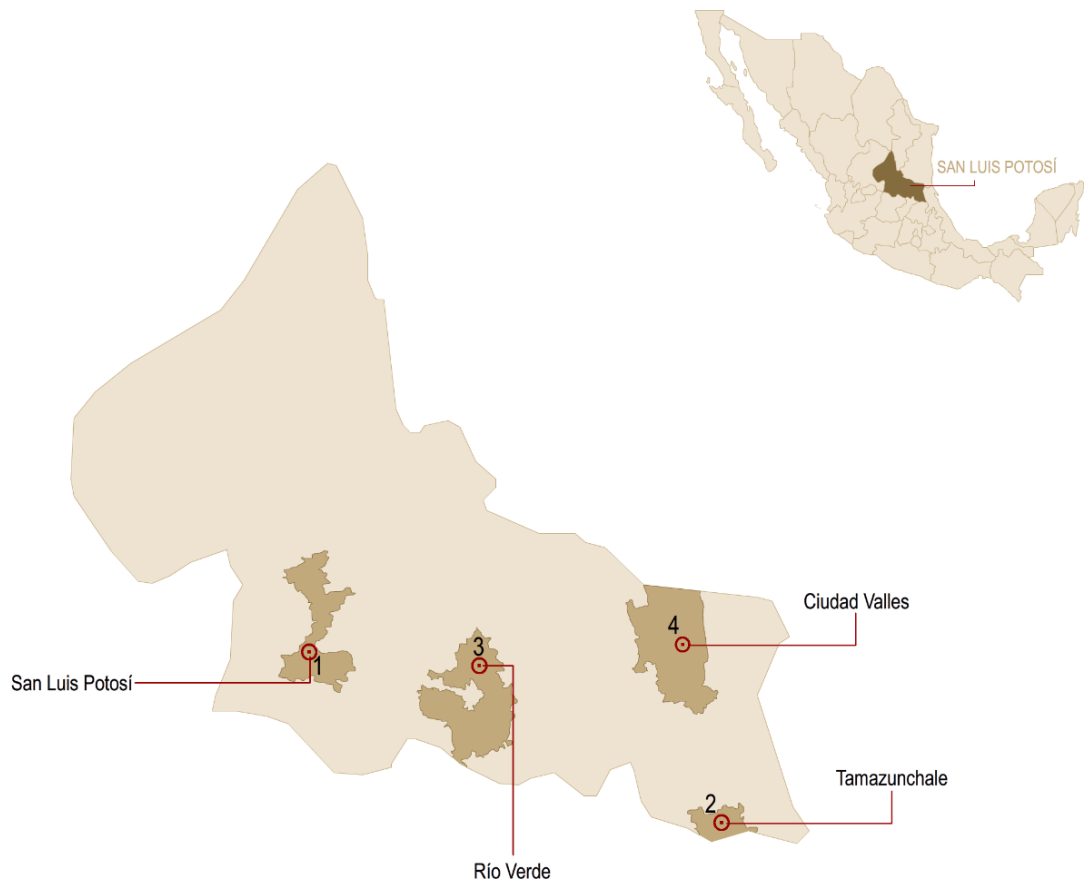 SAN LUIS POTOSÍ
Ciudad Valles
4
3
1
San Luis Potosí
Tamazunchale
2
Río Verde